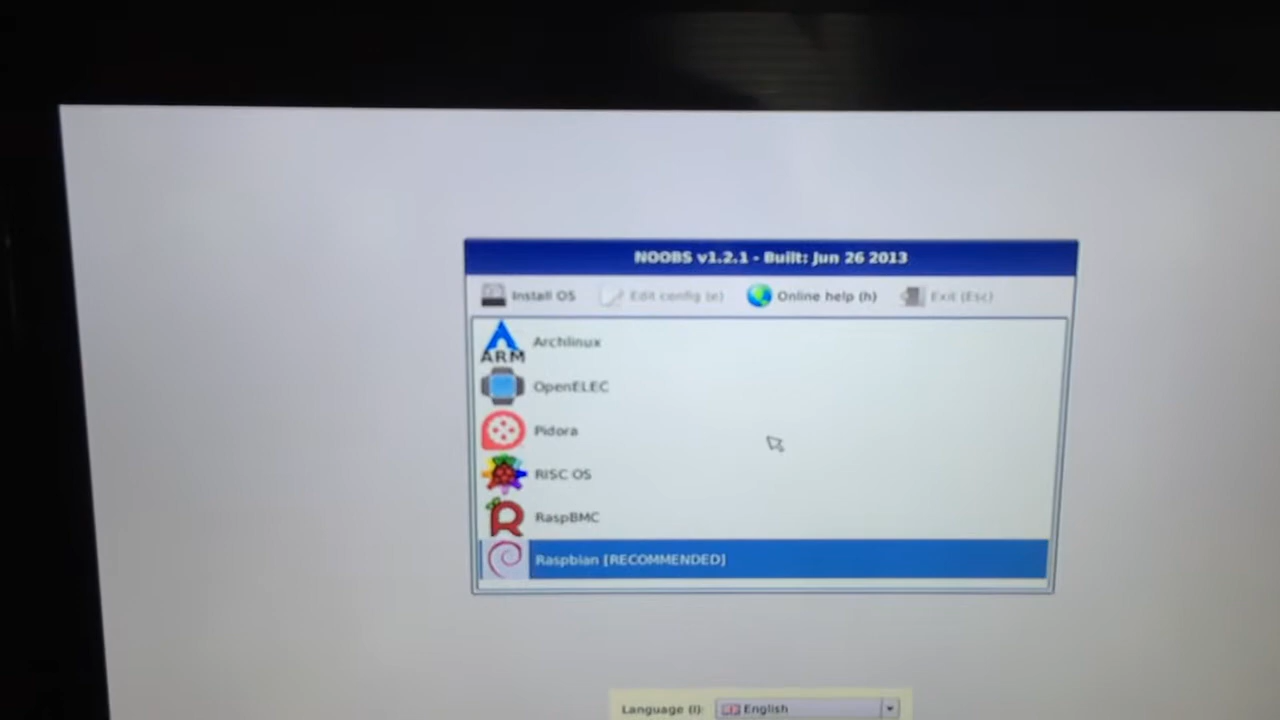 NOOBS v1.2.1 - Built: Jun 26 2013
Install OS Edit config (e) Online help (h) Exit (Esc)
Archlinux
ARM
OpenELEC
Pidora
RISC OS
RaspBMC
Raspbian [RECOMMENDED]
Language (l): English